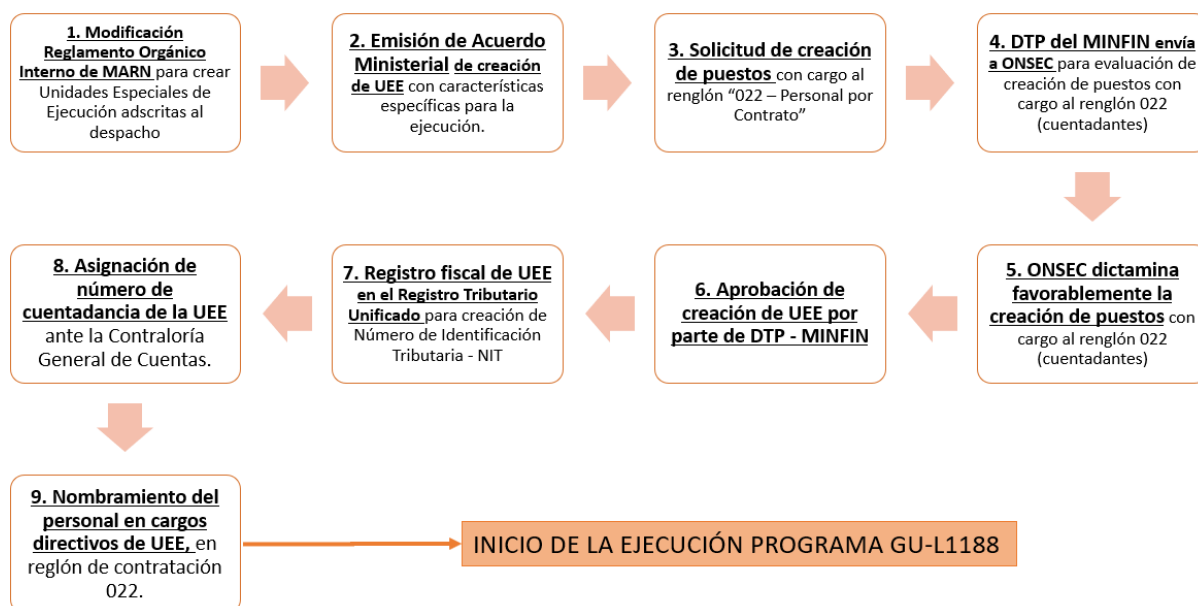 1. Modificación
Reglamento Orgánico
Interno de MARN para crear
Unidades Especiales de
Ejecución adscritas al
despacho
2. Emisión de Acuerdo
Ministerial de creación
de UEE con características
específicas para la
ejecución.
3. Solicitud de creación
de puestos con cargo al
renglón “022 – Personal por
Contrato”
4. DTP del MINFIN envía
a ONSEC para evaluación de
creación de puestos con
cargo al renglón 022
(cuentadantes)
5. ONSEC dictamina
favorablemente la
creación de puestos con
cargo al renglón 022
(cuentadantes)
6. Aprobación de
creación de UEE por
parte de DTP - MINFIN
7. Registro fiscal de UEE
en el Registro Tributario
Unificado para creación de
Número de Identificación
Tributaria - NIT
8. Asignación de
número de
cuentadancia de la UEE
ante la Contraloría
General de Cuentas.
9. Nombramiento del
personal en cargos
directivos de UEE, en
reglón de contratación
022.
INICIO DE LA EJECUCIÓN PROGRAMA GU-L1188